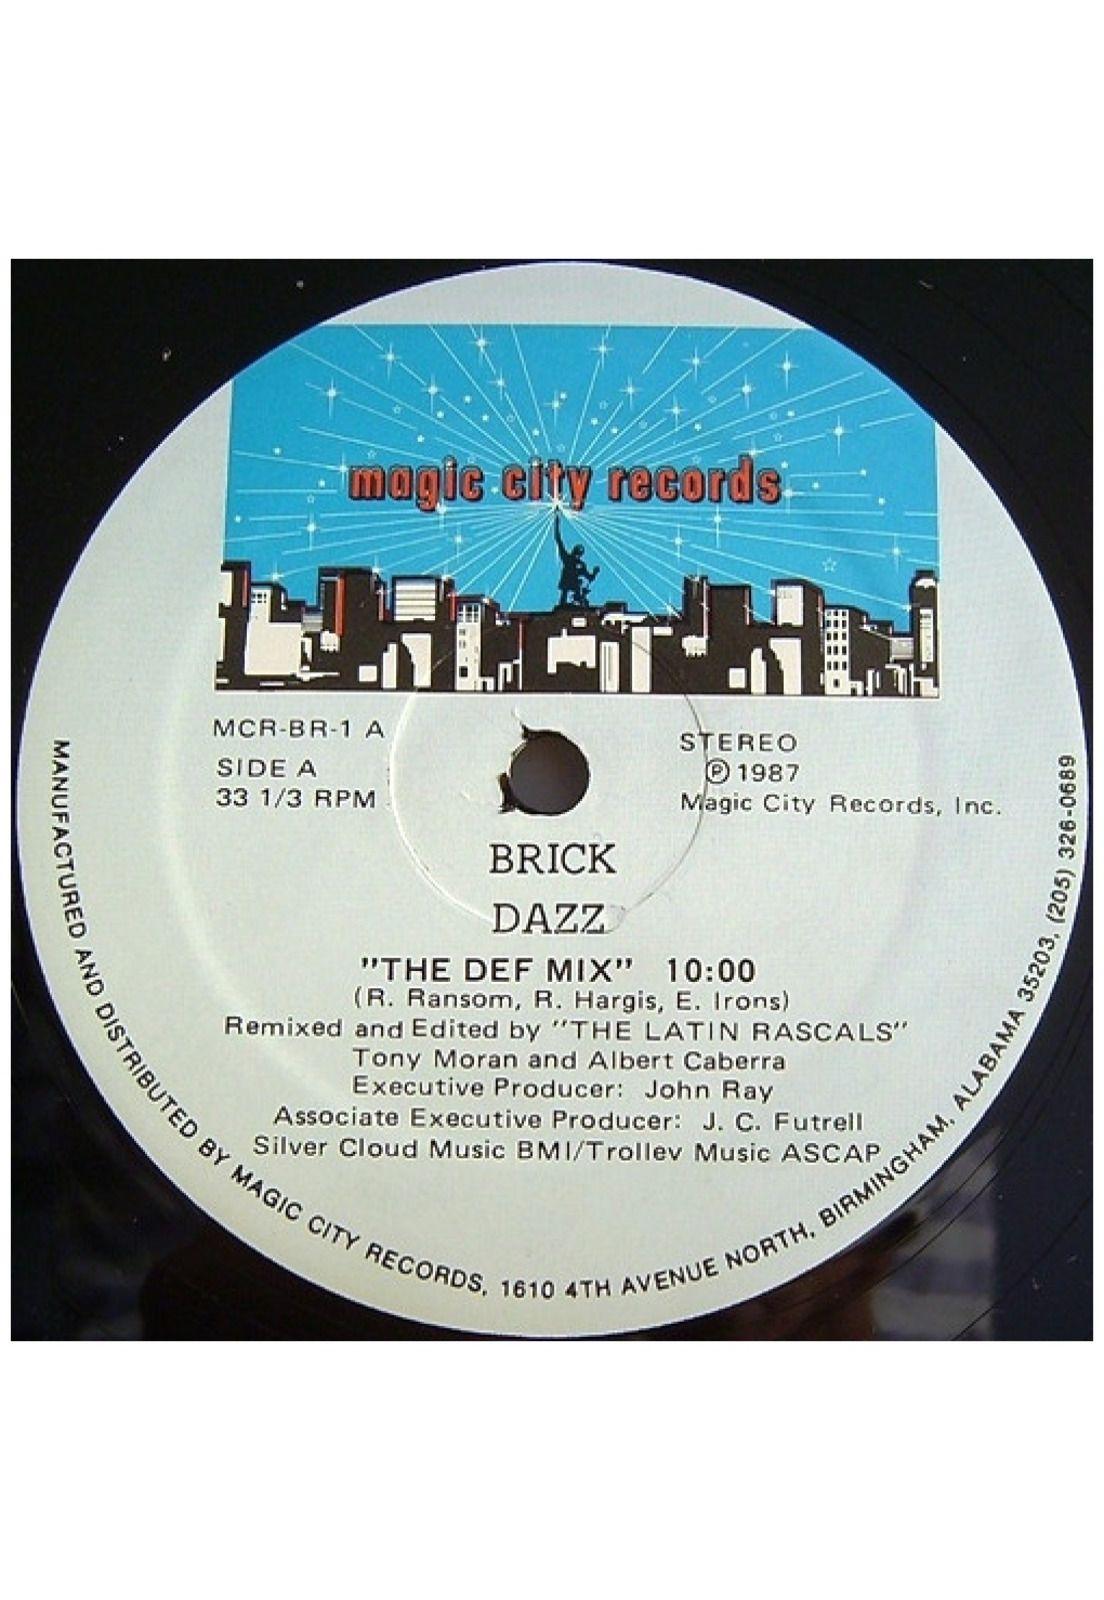 magic city records
MCR-BR-1 A
SIDE A
33 1/3 RPM
STEREO
Ⓟ 1987
Magic City Records, Inc.
BRICK
DAZZ
"THE DEF MIX" 10:00
(R. Ransom, R. Hargis, E. Irons)
Remixed and Edited by "THE LATIN RASCALS"
Tony Moran and Albert Caberra
Executive Producer: John Ray
Associate Executive Producer: J. C. Futrell
Silver Cloud Music BMI/Trollev Music ASCAP
MANUFACTURED AND DISTRIBUTED BY MAGIC CITY RECORDS, 1610 4TH AVENUE NORTH, BIRMINGHAM, ALABAMA 35203, (205) 326-0689